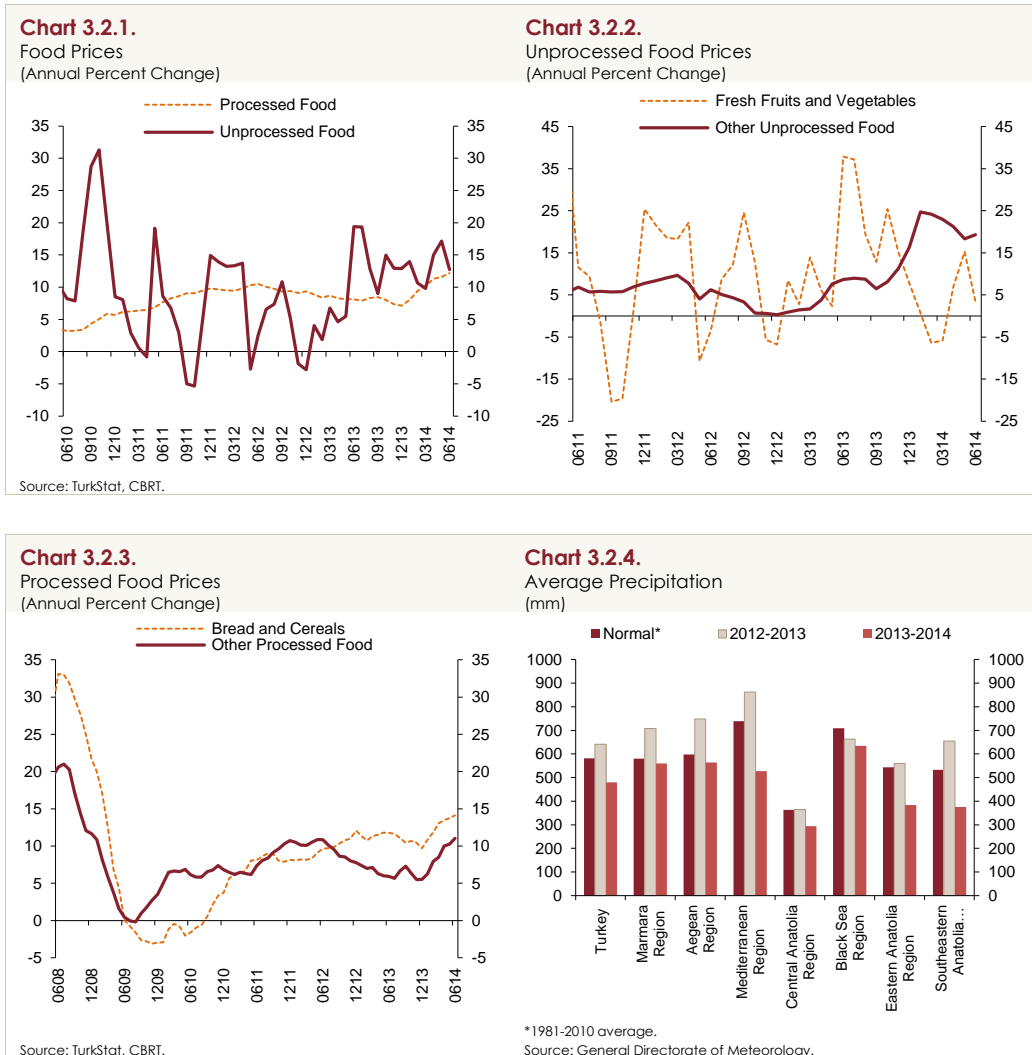 Chart 3.2.1.
Food Prices
(Annual Percent Change)
Processed Food
Unprocessed Food
35 35
30 30
25 25
20 20
15 15
10 10
5 5
0 0
-5 -5
-10 -10
0610 0910 1210 0311 0611 0911 1211 0312 0612 0912 1212 0313 0613 0913 1213 0314 0614
Source: TurkStat, CBRT.
Chart 3.2.2.
Unprocessed Food Prices
(Annual Percent Change)
Fresh Fruits and Vegetables
Other Unprocessed Food
45 45
35 35
25 25
15 15
5 5
-5 -5
-15 -15
-25 -25
0611 0911 1211 0312 0612 0912 1212 0313 0613 0913 1213 0314 0614
Chart 3.2.3.
Processed Food Prices
(Annual Percent Change)
Bread and Cereals
Other Processed Food
35 35
30 30
25 25
20 20
15 15
10 10
5 5
0 0
-5 -5
0608 1208 0609 1209 0610 1210 0611 1211 0612 1212 0613 1213 0614
Source: TurkStat, CBRT.
Chart 3.2.4.
Average Precipitation
(mm)
Normal* 2012-2013 2013-2014
1000 1000
900 900
800 800
700 700
600 600
500 500
400 400
300 300
200 200
100 100
0 0
Turkey
Marmara
Region
Aegean
Region
Mediterranean
Region
Central Anatolia
Region
Black Sea
Region
Eastern Anatolia
Region
Southeastern
Anatolia…
*1981-2010 average.
Source: General Directorate of Meteorology.